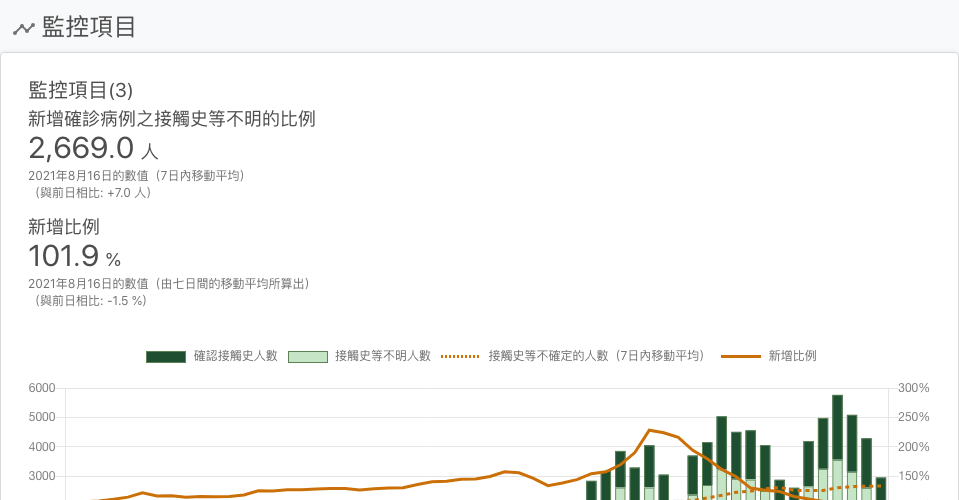 監控項目
監控項目(3)
新增確診病例之接觸史等不明的比例
2,669.0 人
2021年8月16日的數值（7日內移動平均）
（與前日相比: +7.0 人）
新增比例
101.9 %
2021年8月16日的數值（由七日間的移動平均所算出）
（與前日相比: -1.5 %）
確認接觸史人數 接觸史等不明人數 接觸史等不確定的人數（7日內移動平均） 新增比例
6000 300%
5000 250%
4000 200%
3000 150%